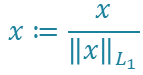 x := x / ‖x‖_{L_1}